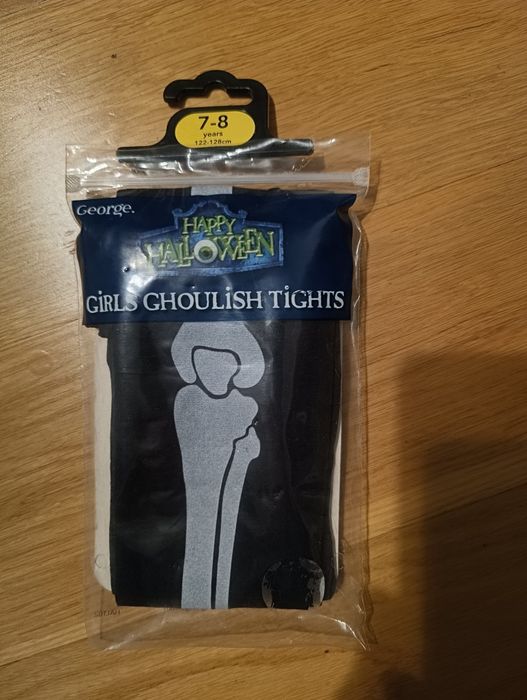 7-8
years
122-128cm
George.
HAPPY
HALLOWEEN
GiRLS GHOULiSH TiGHTS